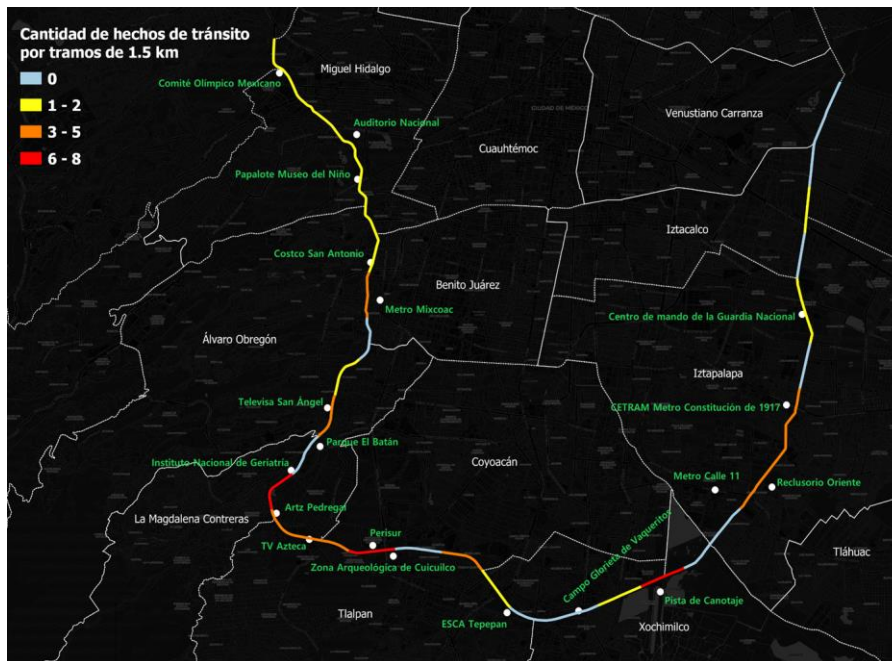 Cantidad de hechos de tránsito
por tramos de 1.5 km
0
1 - 2
3 - 5
6 - 8
Miguel Hidalgo
Comité Olímpico Mexicano
Auditorio Nacional
Venustiano Carranza
CIUDAD DE MÉXICO
Cuauhtémoc
Papalote Museo del Niño
Iztacalco
Costco San Antonio
Benito Juárez
Metro Mixcoac
Centro de mando de la Guardia Nacional
Álvaro Obregón
Iztapalapa
Televisa San Ángel
CETRAM Metro Constitución de 1917
Parque El Batán
Instituto Nacional de Geriatría
Coyoacán
Metro Calle 11
Reclusorio Oriente
Artz Pedregal
La Magdalena Contreras
Perisur
TV Azteca
Zona Arqueológica de Cuicuilco
Tláhuac
Campo Glorieta de Vaqueritos
Pista de Canotaje
Tlalpan
ESCA Tepepan
Xochimilco